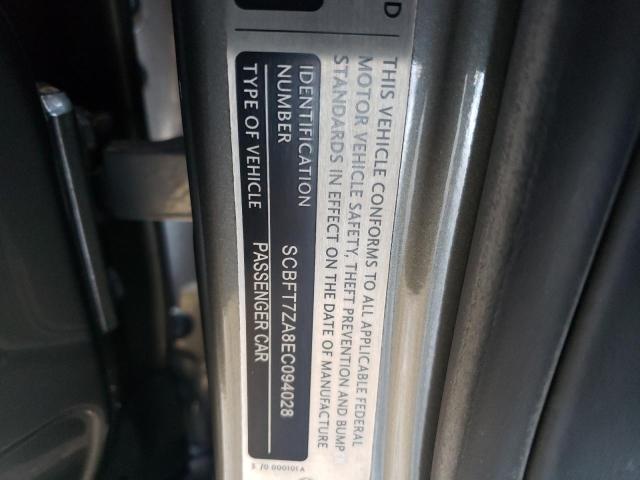 D
THIS VEHICLE CONFORMS TO ALL APPLICABLE FEDERAL
MOTOR VEHICLE SAFETY, THEFT PREVENTION AND BUMP
STANDARDS IN EFFECT ON THE DATE OF MANUFACTURE
IDENTIFICATION
NUMBER SCBFT7ZA8EC094028
TYPE OF VEHICLE PASSENGER CAR